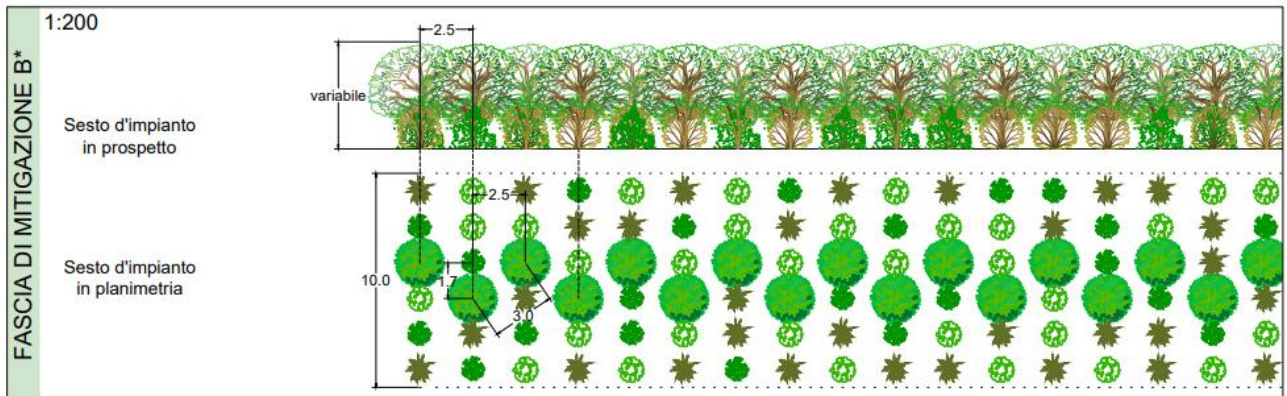 FASCIA DI MITIGAZIONE B*
1:200
2.5
variabile
Sesto d'impianto
in prospetto
2.5
Sesto d'impianto
in planimetria
10.0
1.7
3.0